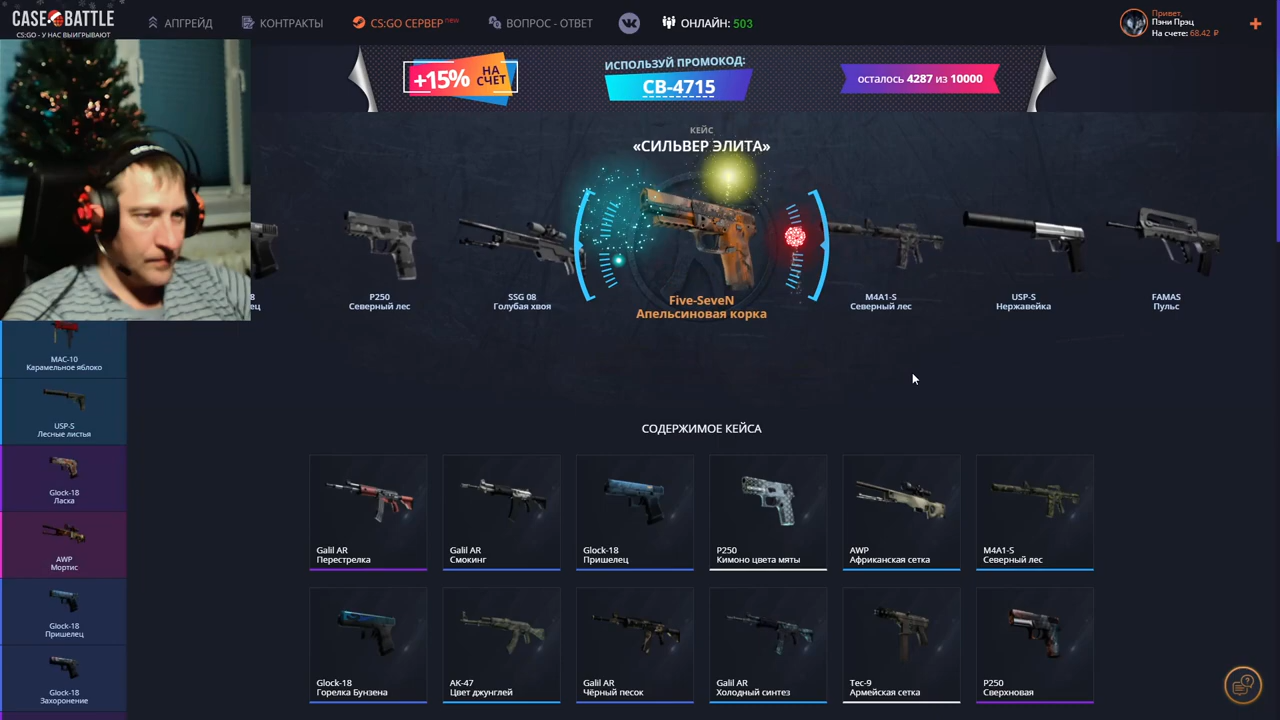 CASE BATTLE
CS:GO - У НАС ВЫИГРЫВАЮТ
АПГРЕЙД
КОНТРАКТЫ
CS:GO СЕРВЕР new
ВОПРОС - ОТВЕТ
ОНЛАЙН: 503
Привет,
Пэни Прэц
На счете: 68.42 ₽
+
+15% НА СЧЕТ
ИСПОЛЬЗУЙ ПРОМОКОД:
CB-4715
осталось 4287 из 10000
КЕЙС
«СИЛЬВЕР ЭЛИТА»
P250
Северный лес
SSG 08
Голубая хвоя
Five-SeveN
Апельсиновая корка
M4A1-S
Северный лес
USP-S
Нержавейка
FAMAS
Пульс
MAC-10
Карамельное яблоко
USP-S
Лесные листья
Glock-18
Ласка
AWP
Мортис
Glock-18
Пришелец
Glock-18
Захоронение
СОДЕРЖИМОЕ КЕЙСА
Galil AR
Перестрелка
Galil AR
Смокинг
Glock-18
Пришелец
P250
Кимоно цвета мяты
AWP
Африканская сетка
M4A1-S
Северный лес
Glock-18
Горелка Бунзена
AK-47
Цвет джунглей
Galil AR
Чёрный песок
Galil AR
Холодный синтез
Tec-9
Армейская сетка
P250
Сверхновая